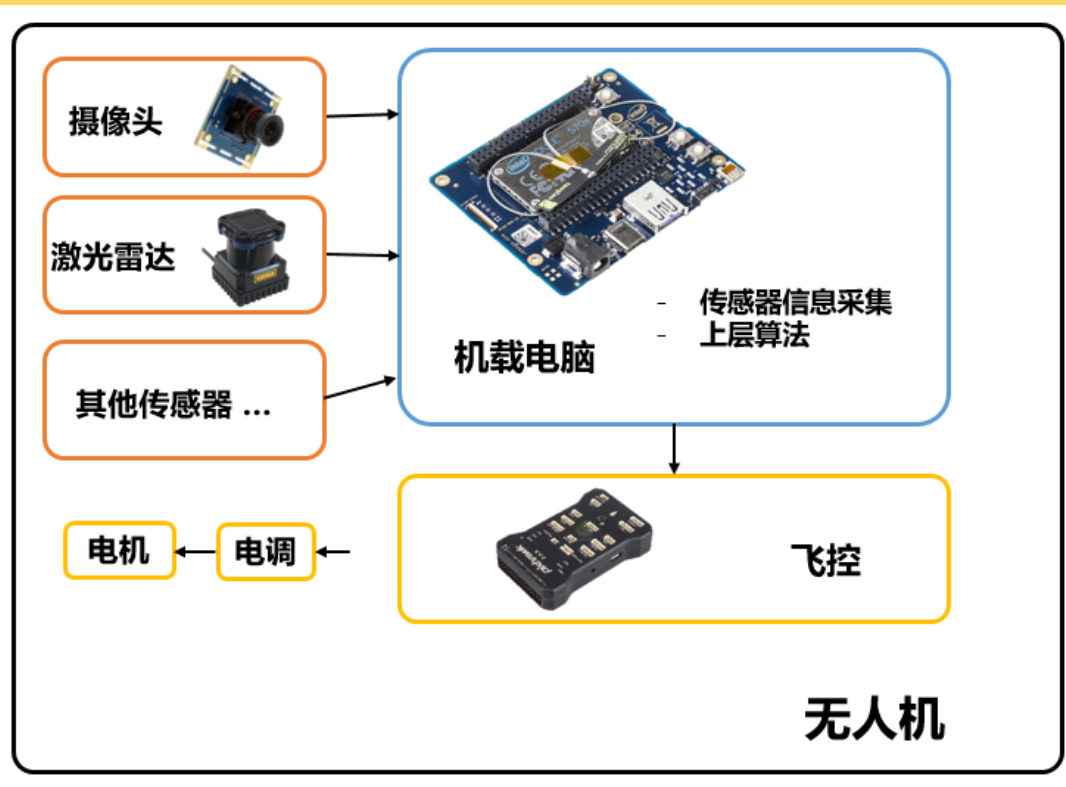 摄像头
激光雷达
其他传感器 ...
- 传感器信息采集
- 上层算法
机载电脑
电机
电调
飞控
pixhawk
无人机